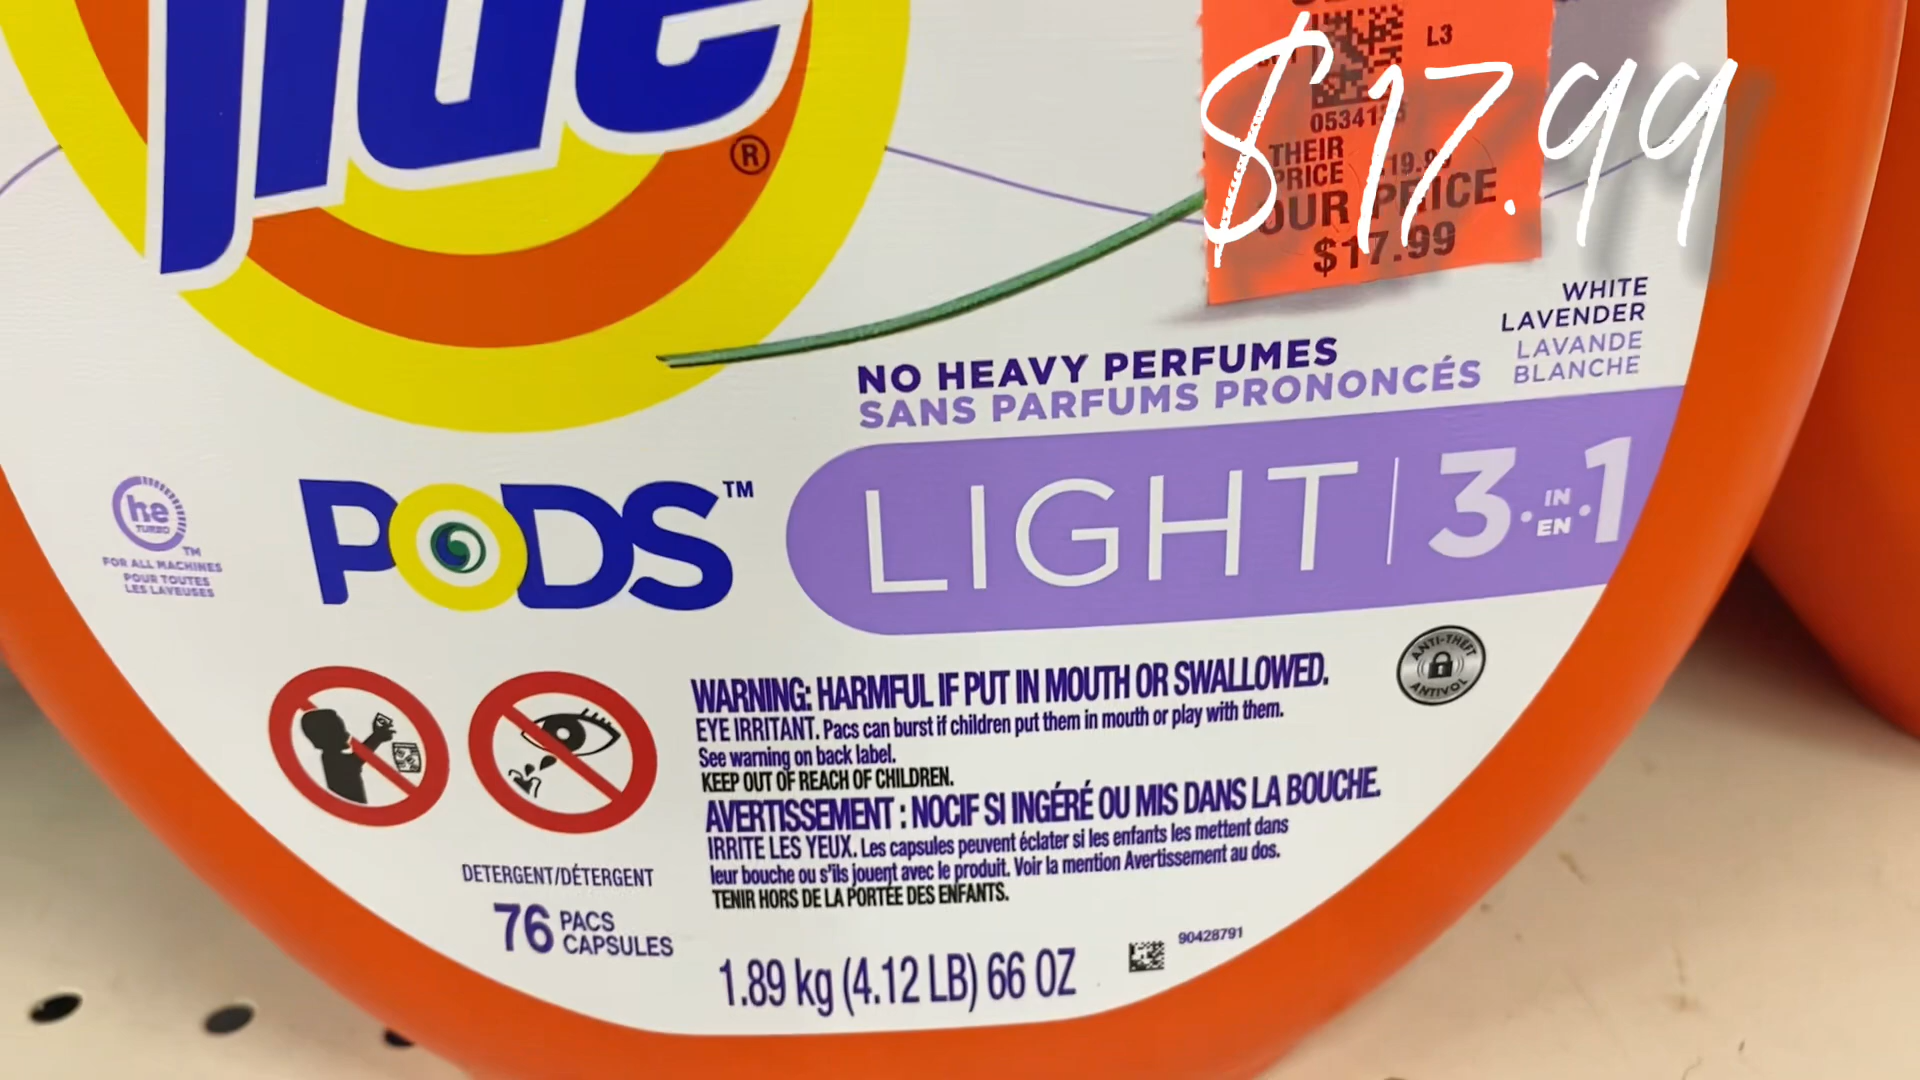 Tide
®
L3
$17.99
THEIR
PRICE
OUR PRICE
$17.99
WHITE
LAVENDER
LAVANDE
BLANCHE
NO HEAVY PERFUMES
SANS PARFUMS PRONONCÉS
he
TURBO
TM
FOR ALL MACHINES
POUR TOUTES
LES LAVEUSES
PODS™
LIGHT | 3·IN·1
EN
ANTI-THEFT
ANTIVOL
WARNING: HARMFUL IF PUT IN MOUTH OR SWALLOWED.
EYE IRRITANT. Pacs can burst if children put them in mouth or play with them.
See warning on back label.
KEEP OUT OF REACH OF CHILDREN.
AVERTISSEMENT : NOCIF SI INGÉRÉ OU MIS DANS LA BOUCHE.
IRRITE LES YEUX. Les capsules peuvent éclater si les enfants les mettent dans
leur bouche ou s'ils jouent avec le produit. Voir la mention Avertissement au dos.
TENIR HORS DE LA PORTÉE DES ENFANTS.
DETERGENT/DÉTERGENT
76 PACS
CAPSULES
90428791
1.89 kg (4.12 LB) 66 OZ